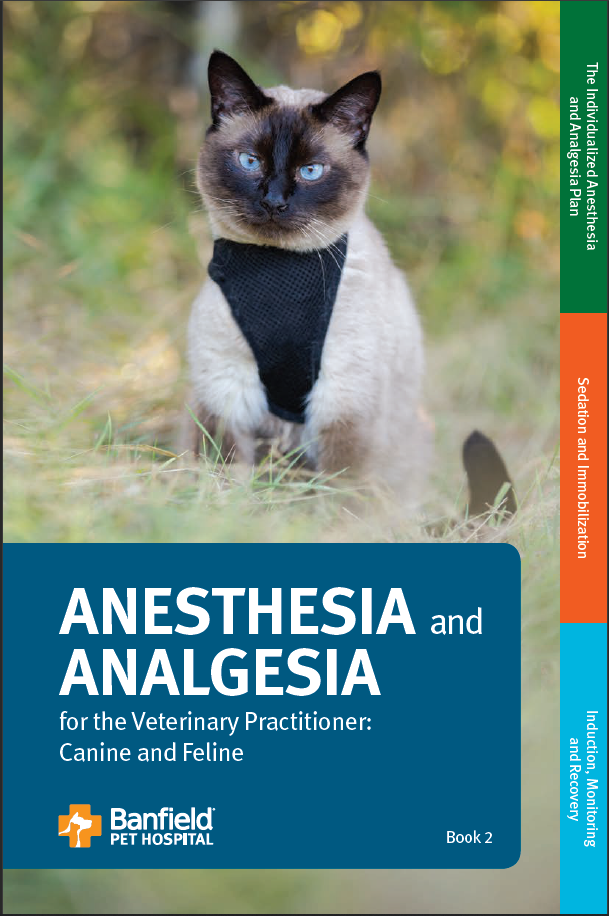 The Individualized Anesthesia
and Analgesia Plan
Sedation and Immobilization
Induction, Monitoring
and Recovery
ANESTHESIA and
ANALGESIA
for the Veterinary Practitioner:
Canine and Feline
Banfield
PET HOSPITAL
Book 2